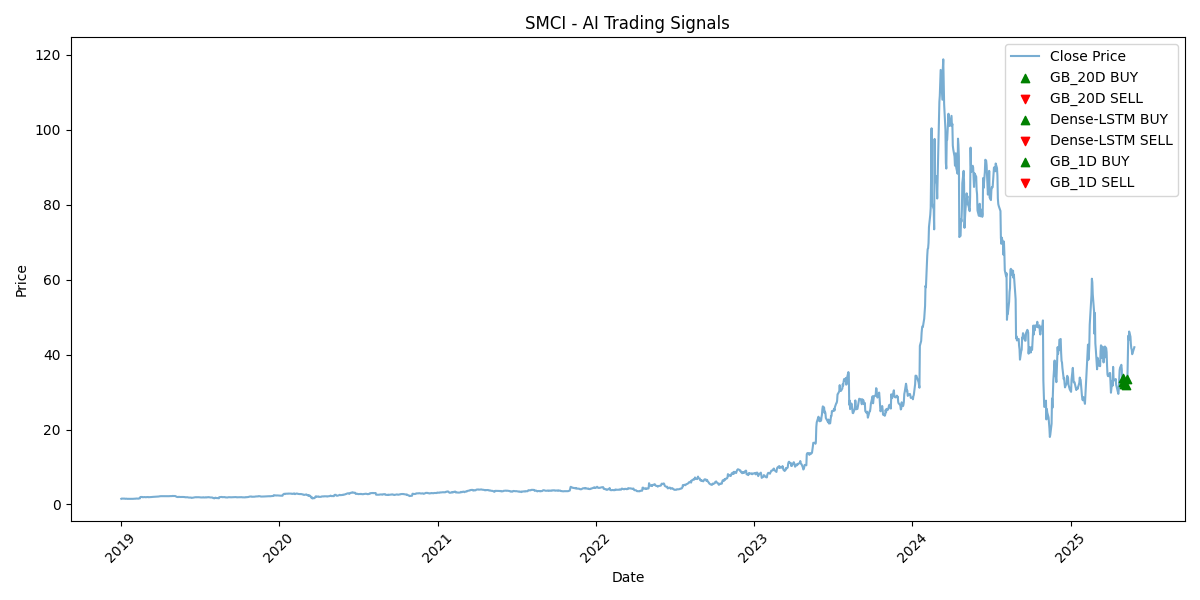 SMCI - AI Trading Signals
Close Price
GB_20D BUY
GB_20D SELL
Dense-LSTM BUY
Dense-LSTM SELL
GB_1D BUY
GB_1D SELL
120
100
80
60
40
20
0
Price
2019
2020
2021
2022
2023
2024
2025
Date